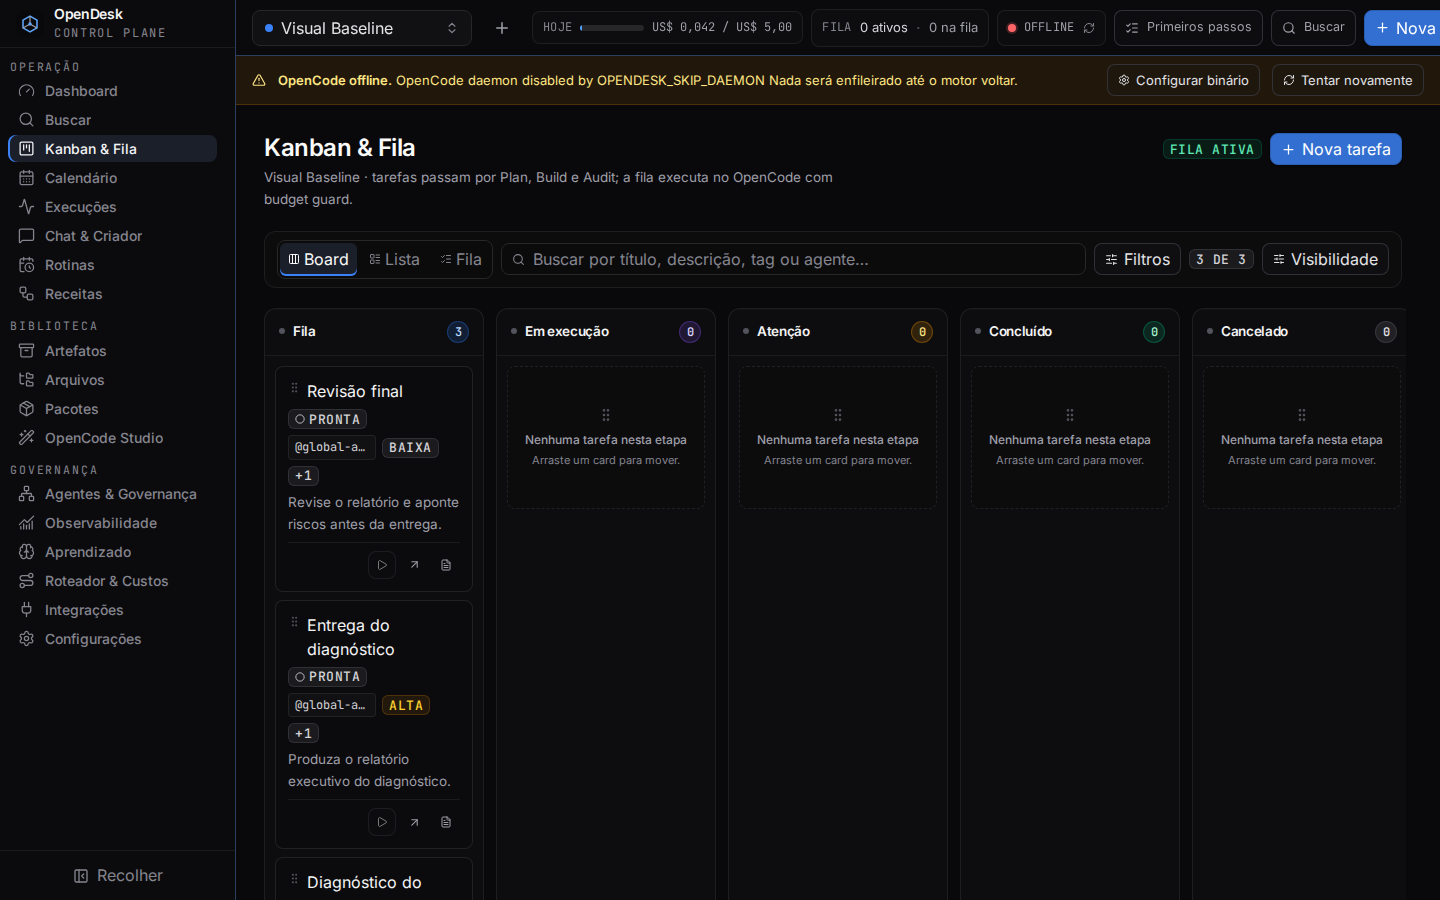 OpenDesk
CONTROL PLANE
OPERAÇÃO
Dashboard
Buscar
Kanban & Fila
Calendário
Execuções
Chat & Criador
Rotinas
Receitas
BIBLIOTECA
Artefatos
Arquivos
Pacotes
OpenCode Studio
GOVERNANÇA
Agentes & Governança
Observabilidade
Aprendizado
Roteador & Custos
Integrações
Configurações
Recolher
Visual Baseline
HOJE US$ 0,042 / US$ 5,00
FILA 0 ativos · 0 na fila
OFFLINE
Primeiros passos
Buscar
Nova
OpenCode offline. OpenCode daemon disabled by OPENDESK_SKIP_DAEMON Nada será enfileirado até o motor voltar.
Configurar binário
Tentar novamente
Kanban & Fila
Visual Baseline · tarefas passam por Plan, Build e Audit; a fila executa no OpenCode com
budget guard.
FILA ATIVA
Nova tarefa
Board
Lista
Fila
Buscar por título, descrição, tag ou agente...
Filtros
3 DE 3
Visibilidade
Fila 3
Revisão final
PRONTA
@global-a… BAIXA
+1
Revise o relatório e aponte
riscos antes da entrega.
Entrega do
diagnóstico
PRONTA
@global-a… ALTA
+1
Produza o relatório
executivo do diagnóstico.
Diagnóstico do
Em execução 0
Nenhuma tarefa nesta etapa
Arraste um card para mover.
Atenção 0
Nenhuma tarefa nesta etapa
Arraste um card para mover.
Concluído 0
Nenhuma tarefa nesta etapa
Arraste um card para mover.
Cancelado 0
Nenhuma tarefa nesta etapa
Arraste um card para mover.